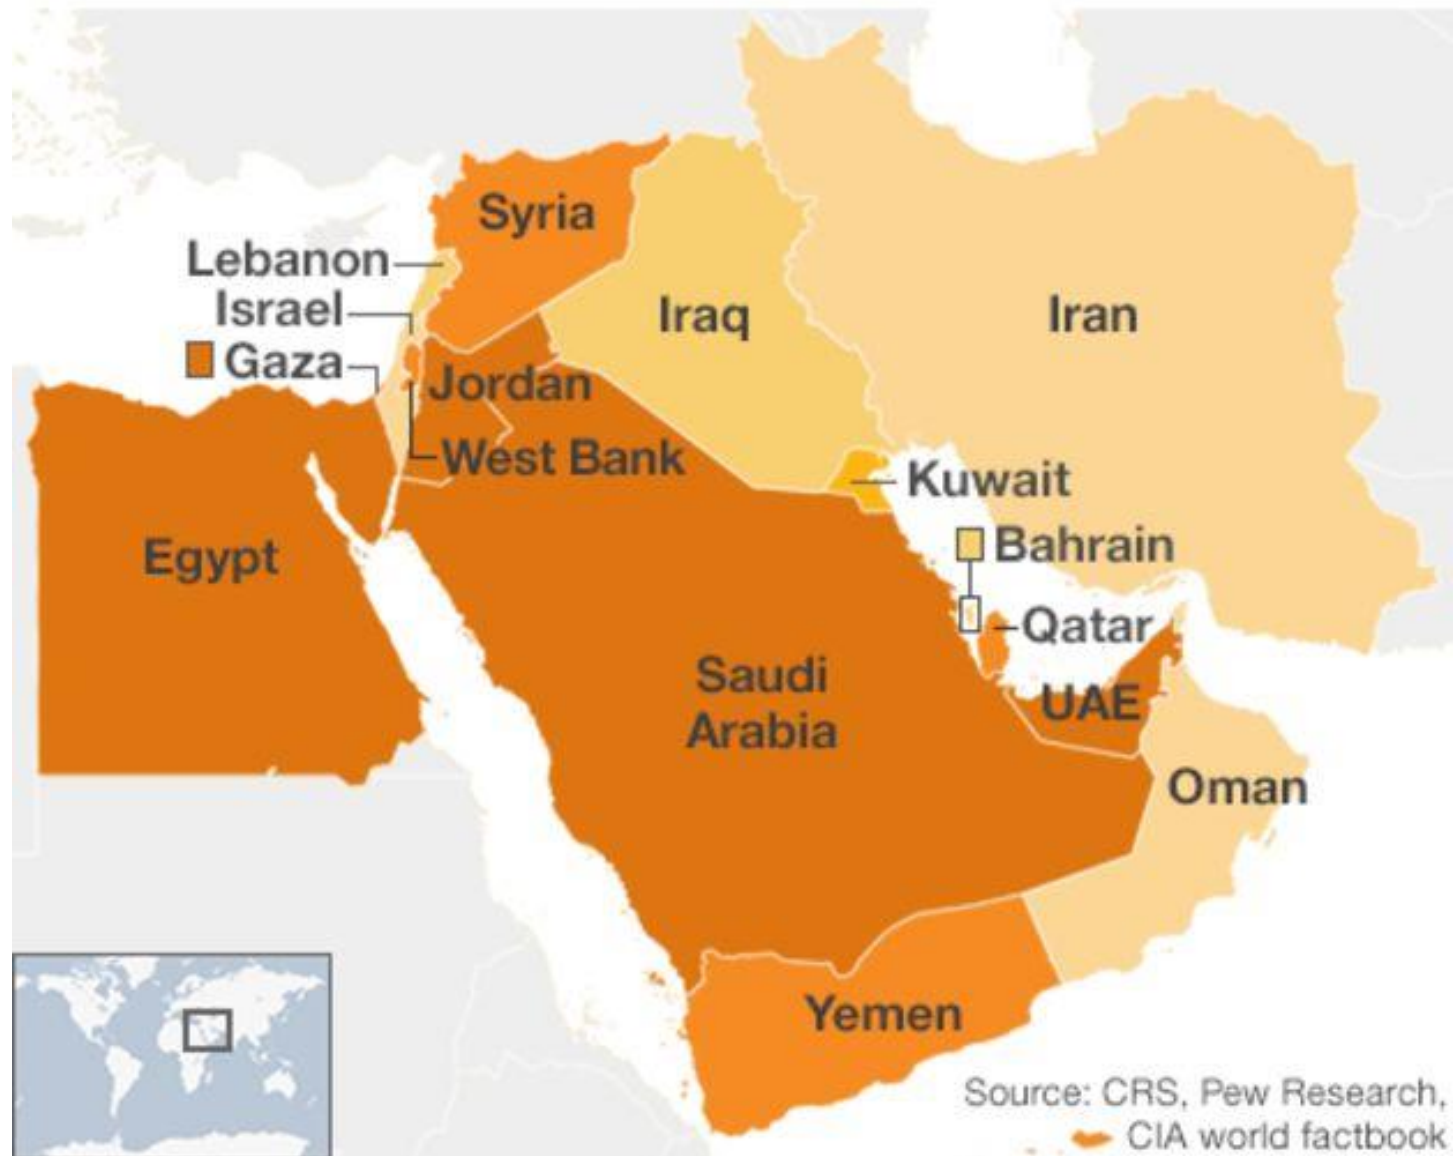 Syria
Lebanon
Israel
Iraq
Iran
Gaza
Jordan
West Bank
Kuwait
Bahrain
Egypt
Qatar
Saudi
Arabia
UAE
Oman
Yemen
Source: CRS, Pew Research,
CIA world factbook